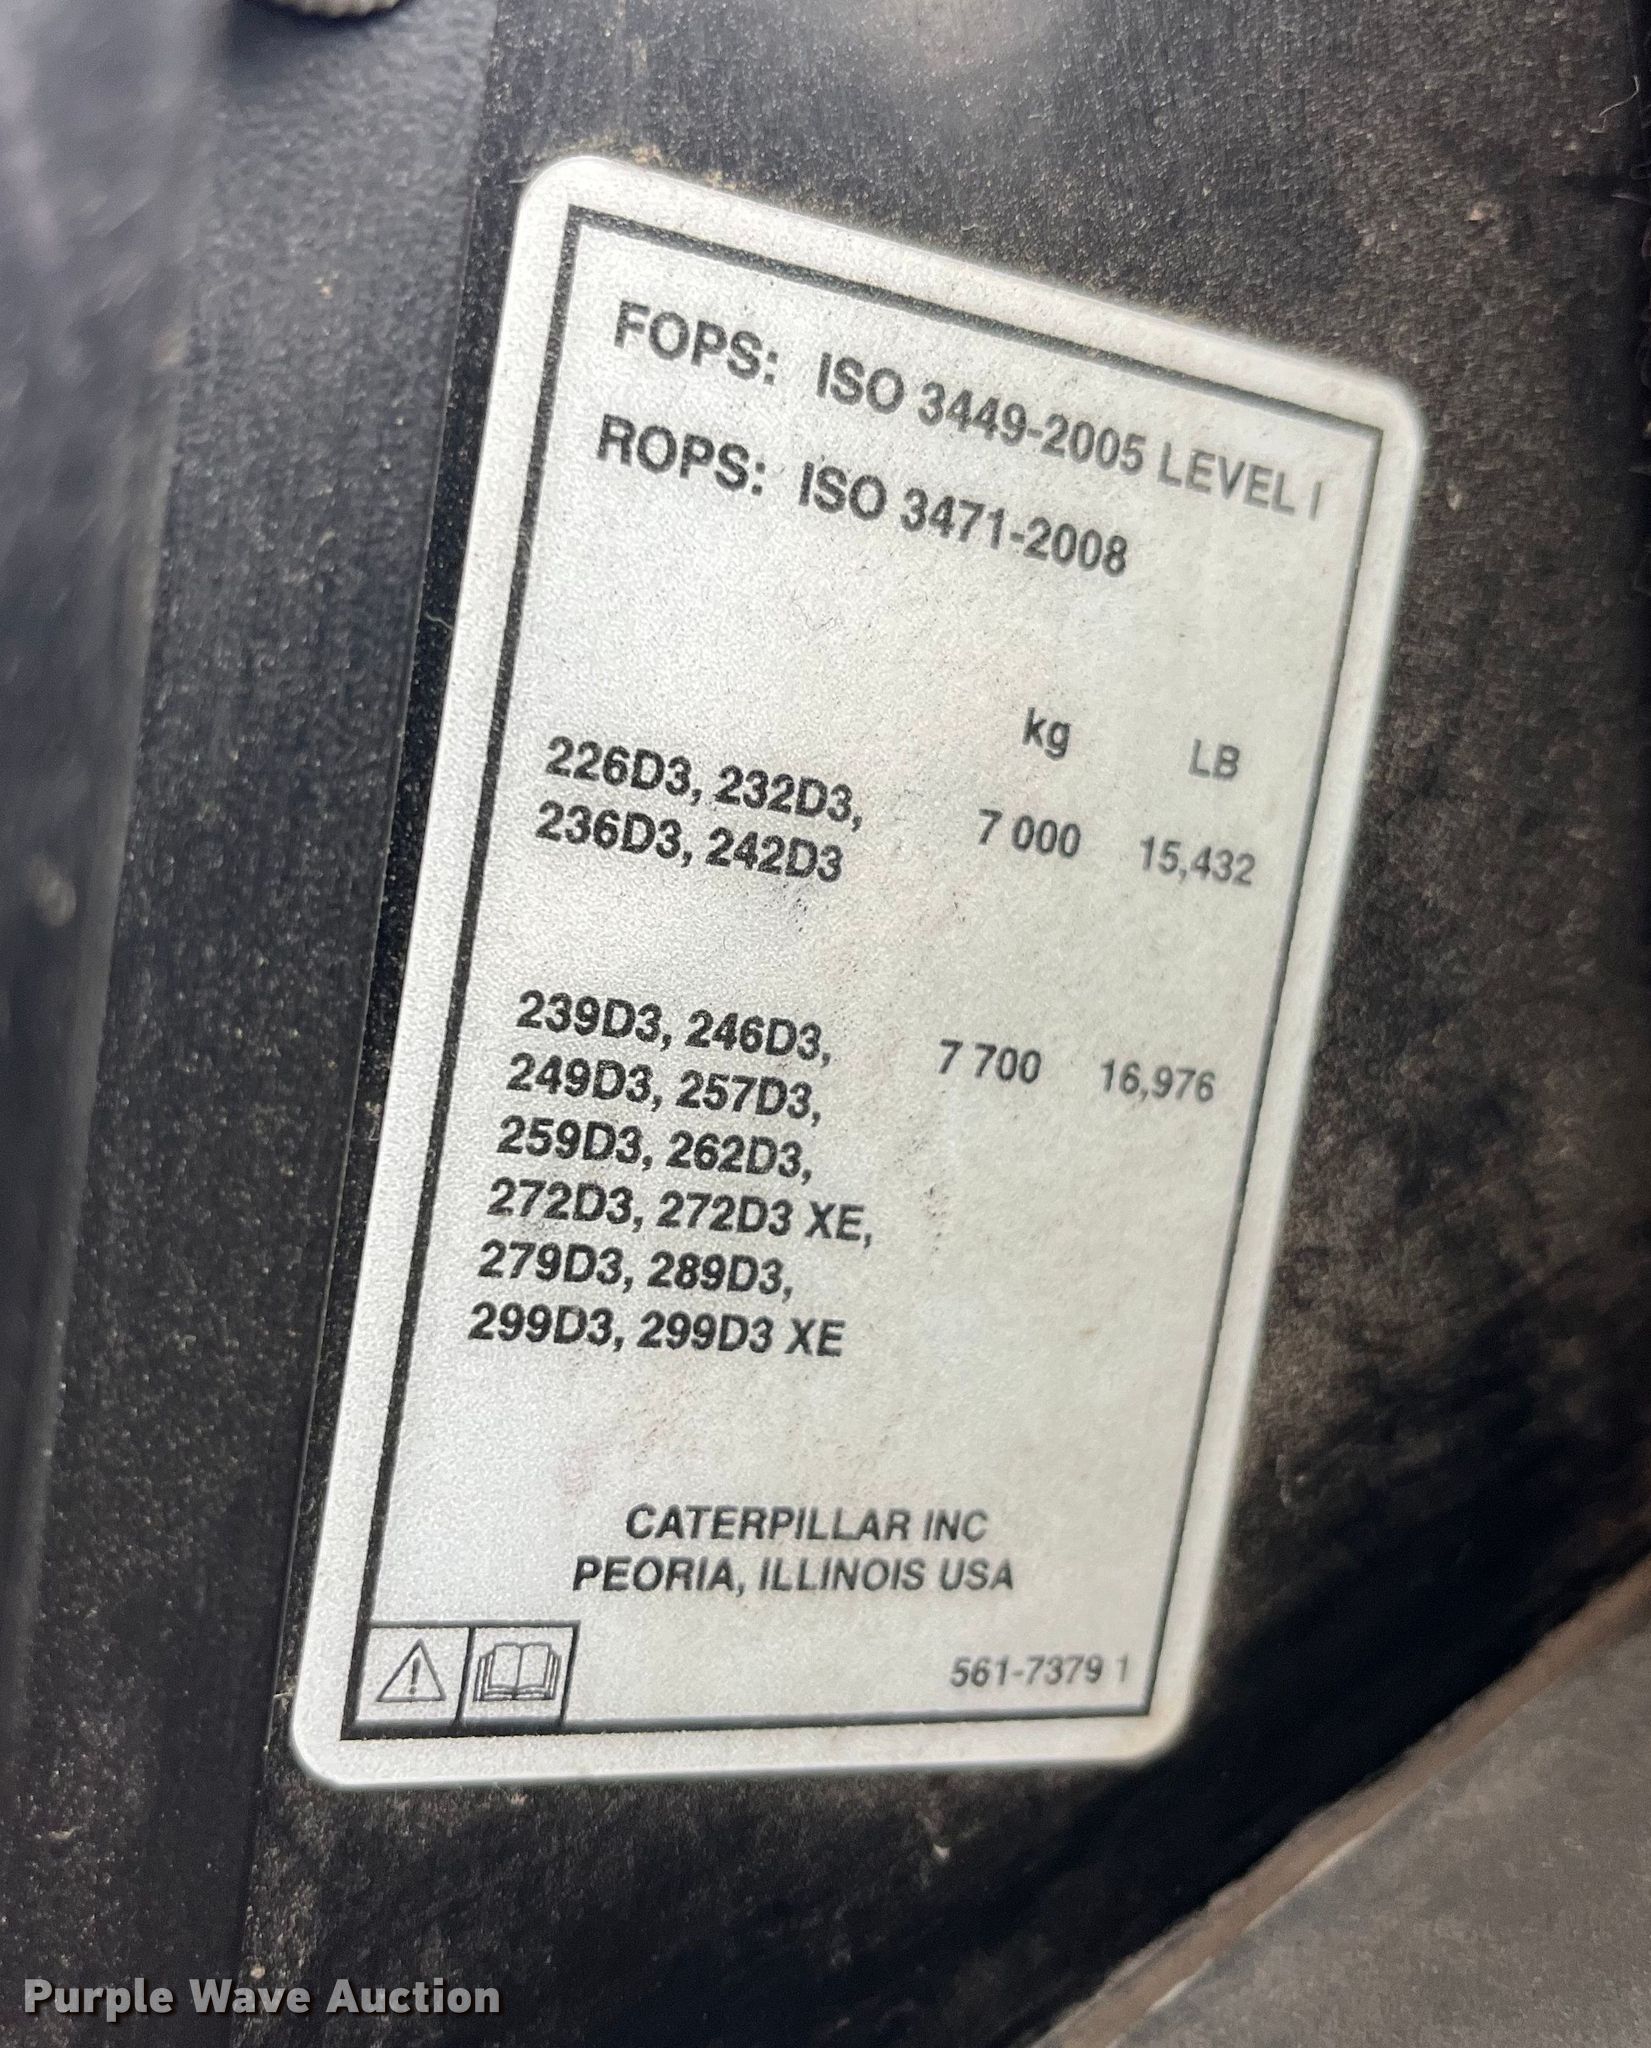 FOPS: ISO 3449-2005 LEVEL I
ROPS: ISO 3471-2008
kg LB
226D3, 232D3,
236D3, 242D3 7 000 15,432
239D3, 246D3, 7 700 16,976
249D3, 257D3,
259D3, 262D3,
272D3, 272D3 XE,
279D3, 289D3,
299D3, 299D3 XE
CATERPILLAR INC
PEORIA, ILLINOIS USA
561-7379 1
Purple Wave Auction